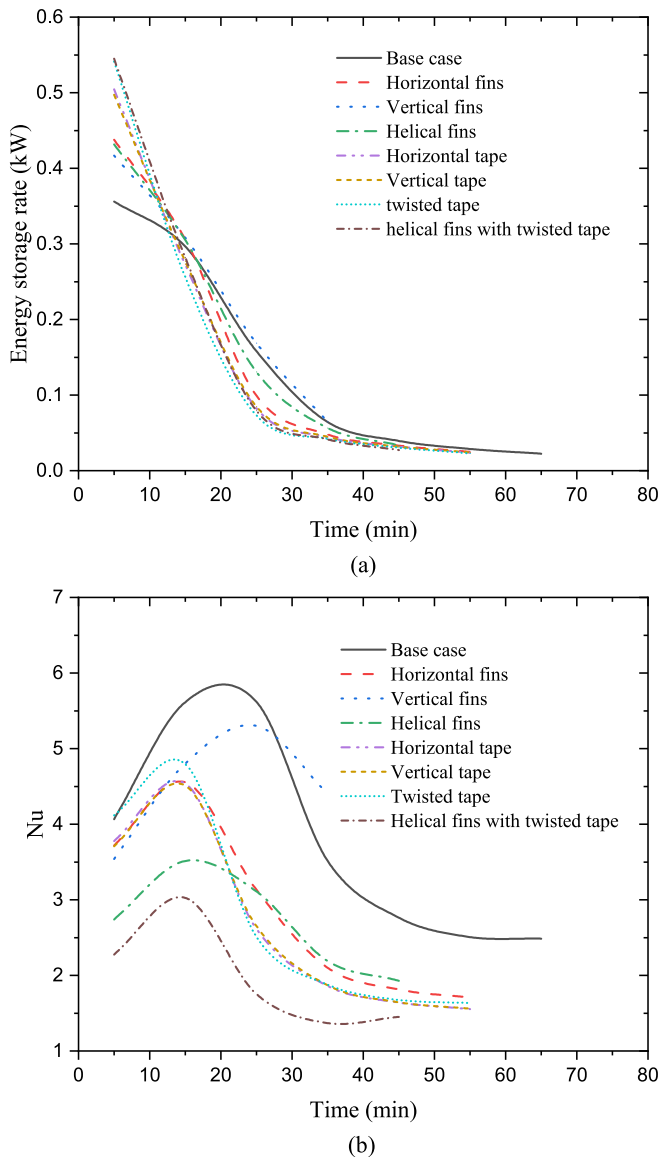 0.6
0.5
0.4
0.3
0.2
0.1
0.0
Energy storage rate (kW)
Base case
Horizontal fins
Vertical fins
Helical fins
Horizontal tape
Vertical tape
twisted tape
helical fins with twisted tape
0 10 20 30 40 50 60 70 80
Time (min)
(a)
7
6
5
4
3
2
1
Nu
Base case
Horizontal fins
Vertical fins
Helical fins
Horizontal tape
Vertical tape
Twisted tape
Helical fins with twisted tape
0 10 20 30 40 50 60 70 80
Time (min)
(b)